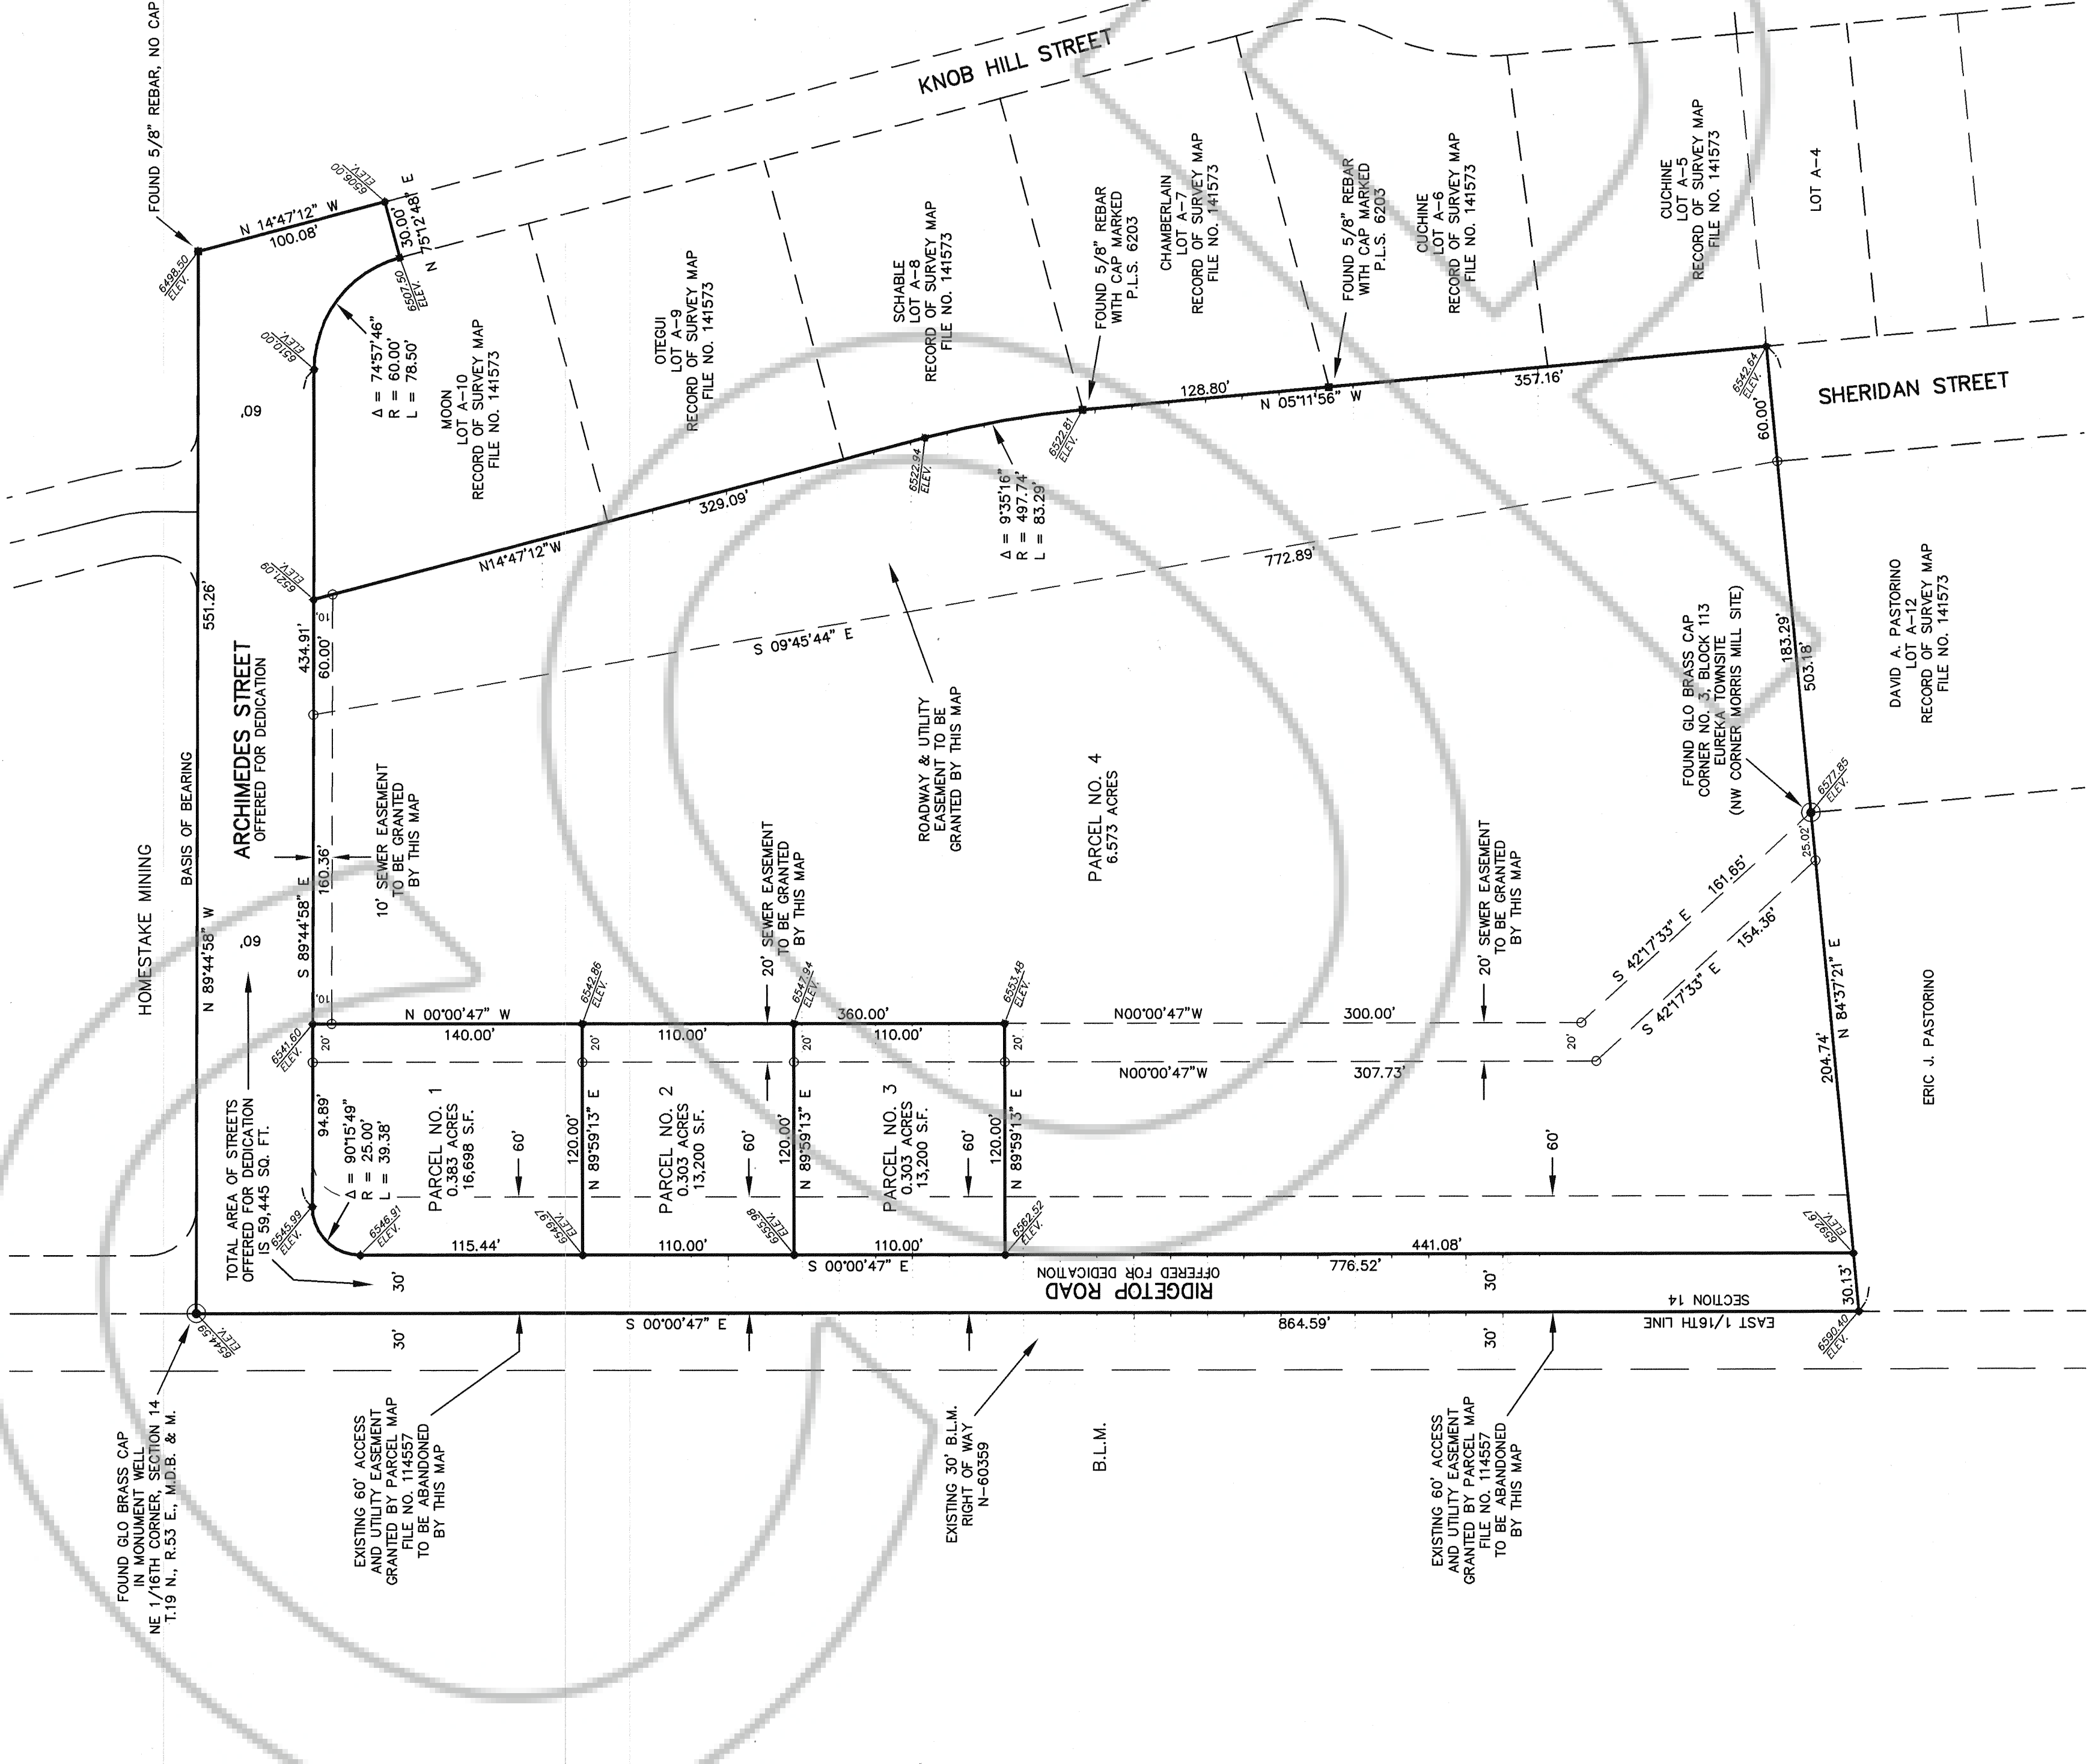 FOUND 5/8" REBAR, NO CAP
KNOB HILL STREET
N 14°47'12" W
100.08'
6498.50
ELEV.
6506.00
ELEV.
30.00'
N 75°12'48" E
6507.50
ELEV.
6510.00
ELEV.
Δ = 74°57'46"
R = 60.00'
L = 78.50'
MOON
LOT A-10
RECORD OF SURVEY MAP
FILE NO. 141573
OTEGUI
LOT A-9
RECORD OF SURVEY MAP
FILE NO. 141573
SCHABLE
LOT A-8
RECORD OF SURVEY MAP
FILE NO. 141573
FOUND 5/8" REBAR
WITH CAP MARKED
P.L.S. 6203
CHAMBERLAIN
LOT A-7
RECORD OF SURVEY MAP
FILE NO. 141573
FOUND 5/8" REBAR
WITH CAP MARKED
P.L.S. 6203
CUCHINE
LOT A-6
RECORD OF SURVEY MAP
FILE NO. 141573
CUCHINE
LOT A-5
RECORD OF SURVEY MAP
FILE NO. 141573
LOT A-4
SHERIDAN STREET
6542.64
ELEV.
60.00'
357.16'
128.80'
N 05°11'56" W
6522.81
ELEV.
6522.94
ELEV.
Δ = 9°35'16"
R = 497.74'
L = 83.29'
329.09'
N14°47'12"W
772.89'
S 09°45'44" E
ROADWAY & UTILITY
EASEMENT TO BE
GRANTED BY THIS MAP
60'
551.26'
6521.09
ELEV.
10'
434.91'
60.00'
ARCHIMEDES STREET
OFFERED FOR DEDICATION
BASIS OF BEARING
HOMESTAKE MINING
N 89°44'58" W
60'
S 89°44'58" E
160.36'
10'
10' SEWER EASEMENT
TO BE GRANTED
BY THIS MAP
20' SEWER EASEMENT
TO BE GRANTED
BY THIS MAP
PARCEL NO. 4
6.573 ACRES
20' SEWER EASEMENT
TO BE GRANTED
BY THIS MAP
FOUND GLO BRASS CAP
CORNER NO. 3, BLOCK 113
EUREKA TOWNSITE
(NW CORNER MORRIS MILL SITE)
183.29'
503.18'
DAVID A. PASTORINO
LOT A-12
RECORD OF SURVEY MAP
FILE NO. 141573
6577.85
ELEV.
25.02'
161.65'
S 42°17'33" E
154.36'
S 42°17'33" E
204.74'
N 84°37'21" E
ERIC J. PASTORINO
6541.60
ELEV.
20'
N 00°00'47" W
140.00'
6542.86
ELEV.
20'
110.00'
6547.94
ELEV.
20'
360.00'
110.00'
6553.48
ELEV.
20'
N00°00'47"W
300.00'
20'
N00°00'47"W
307.73'
94.89'
Δ = 90°15'49"
R = 25.00'
L = 39.38'
PARCEL NO. 1
0.383 ACRES
16,698 S.F.
60'
120.00'
N 89°59'13" E
PARCEL NO. 2
0.303 ACRES
13,200 S.F.
60'
120.00'
N 89°59'13" E
PARCEL NO. 3
0.303 ACRES
13,200 S.F.
60'
120.00'
N 89°59'13" E
60'
TOTAL AREA OF STREETS
OFFERED FOR DEDICATION
IS 59,445 SQ. FT.
6545.99
ELEV.
6546.91
ELEV.
6549.97
ELEV.
6555.98
ELEV.
6562.52
ELEV.
6592.67
ELEV.
115.44'
110.00'
110.00'
441.08'
S 00°00'47" E
776.52'
30'
RIDGETOP ROAD
OFFERED FOR DEDICATION
30'
30.13'
EAST 1/16TH LINE
SECTION 14
6544.59
ELEV.
30'
S 00°00'47" E
864.59'
30'
6590.40
ELEV.
FOUND GLO BRASS CAP
IN MONUMENT WELL
NE 1/16TH CORNER, SECTION 14
T.19 N., R.53 E., M.D.B. & M.
EXISTING 60' ACCESS
AND UTILITY EASEMENT
GRANTED BY PARCEL MAP
FILE NO. 114557
TO BE ABANDONED
BY THIS MAP
EXISTING 30' B.L.M.
RIGHT OF WAY
N-60359
B.L.M.
EXISTING 60' ACCESS
AND UTILITY EASEMENT
GRANTED BY PARCEL MAP
FILE NO. 114557
TO BE ABANDONED
BY THIS MAP